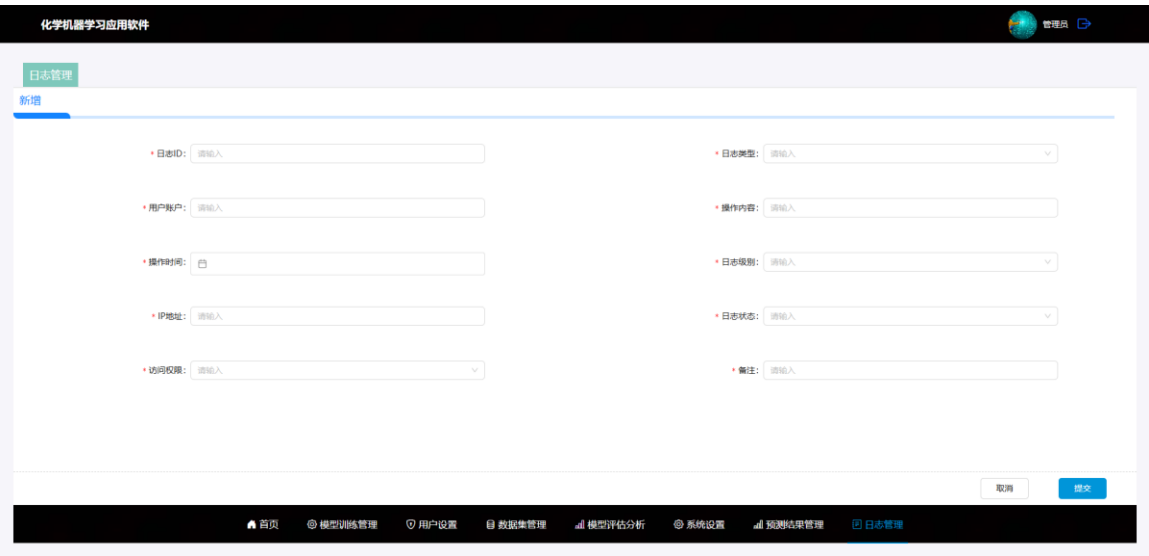 化学机器学习应用软件 管理员
日志管理
新增
* 日志ID: 请输入 * 日志类型: 请输入
* 用户账户: 请输入 * 操作内容: 请输入
* 操作时间: * 日志级别: 请输入
* IP地址: 请输入 * 日志状态: 请输入
* 访问权限: 请输入 * 备注: 请输入
取消 提交
首页 模型训练管理 用户设置 数据集管理 模型评估分析 系统设置 预测结果管理 日志管理